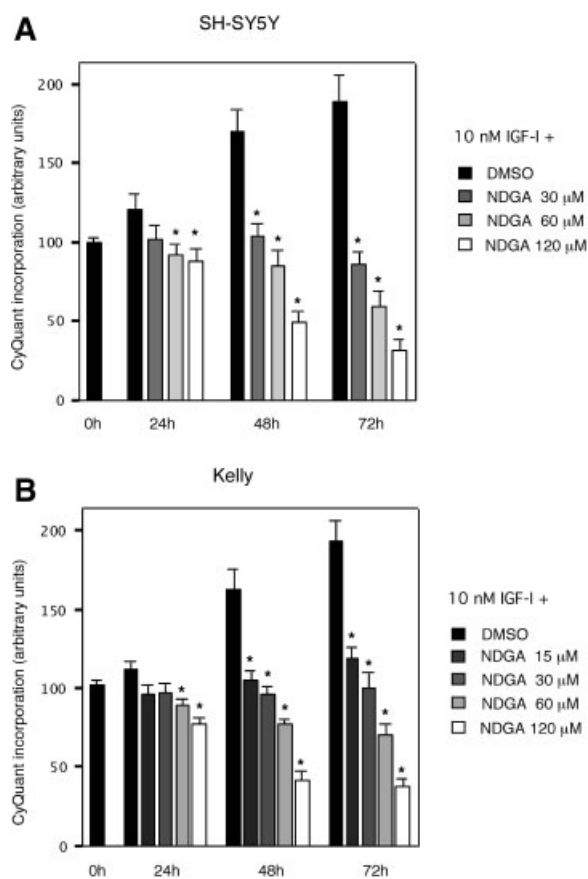 A
SH-SY5Y
CyQuant incorporation (arbitrary units)
200
150
100
50
0
* *
* * *
* * *
0h 24h 48h 72h
10 nM IGF-I +
DMSO
NDGA 30 µM
NDGA 60 µM
NDGA 120 µM
B
Kelly
CyQuant incorporation (arbitrary units)
200
150
100
50
0
* *
* * * *
* * * *
0h 24h 48h 72h
10 nM IGF-I +
DMSO
NDGA 15 µM
NDGA 30 µM
NDGA 60 µM
NDGA 120 µM